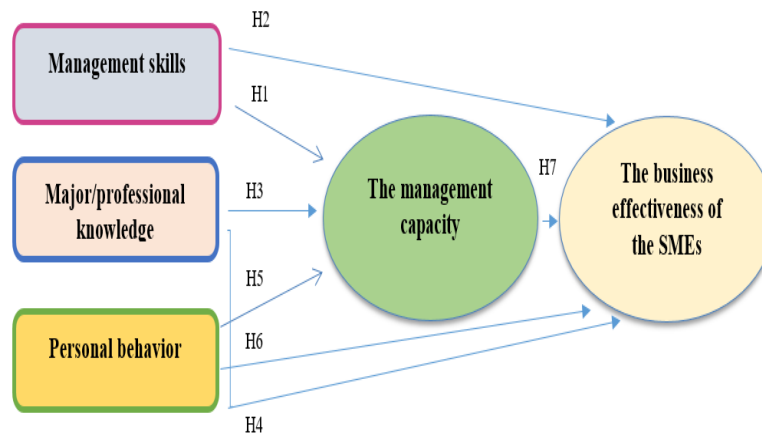 H2
Management skills
H1
H7
The management
capacity
The business
effectiveness of
the SMEs
Major/professional
knowledge
H3
H5
Personal behavior
H6
H4